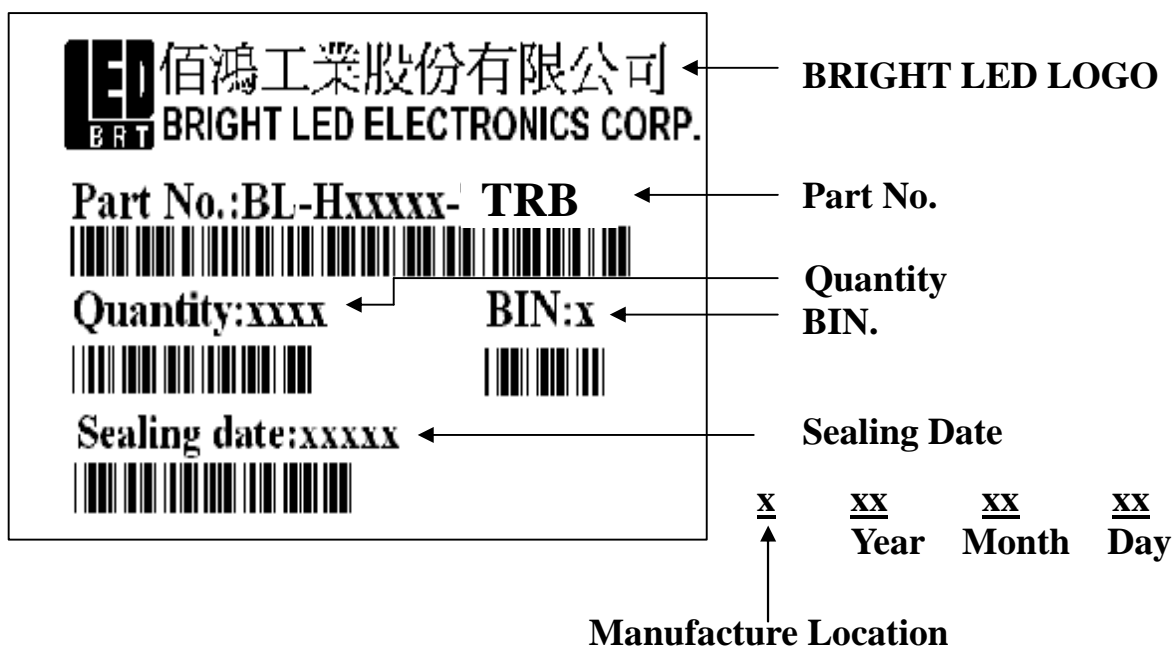 LED
BRT
佰鴻工業股份有限公司
BRIGHT LED ELECTRONICS CORP.
BRIGHT LED LOGO
Part No.:BL-Hxxxxx- TRB
Part No.
Quantity:xxxx
BIN:x
Quantity
BIN.
Sealing date:xxxxx
Sealing Date
x xx xx xx
Year Month Day
Manufacture Location